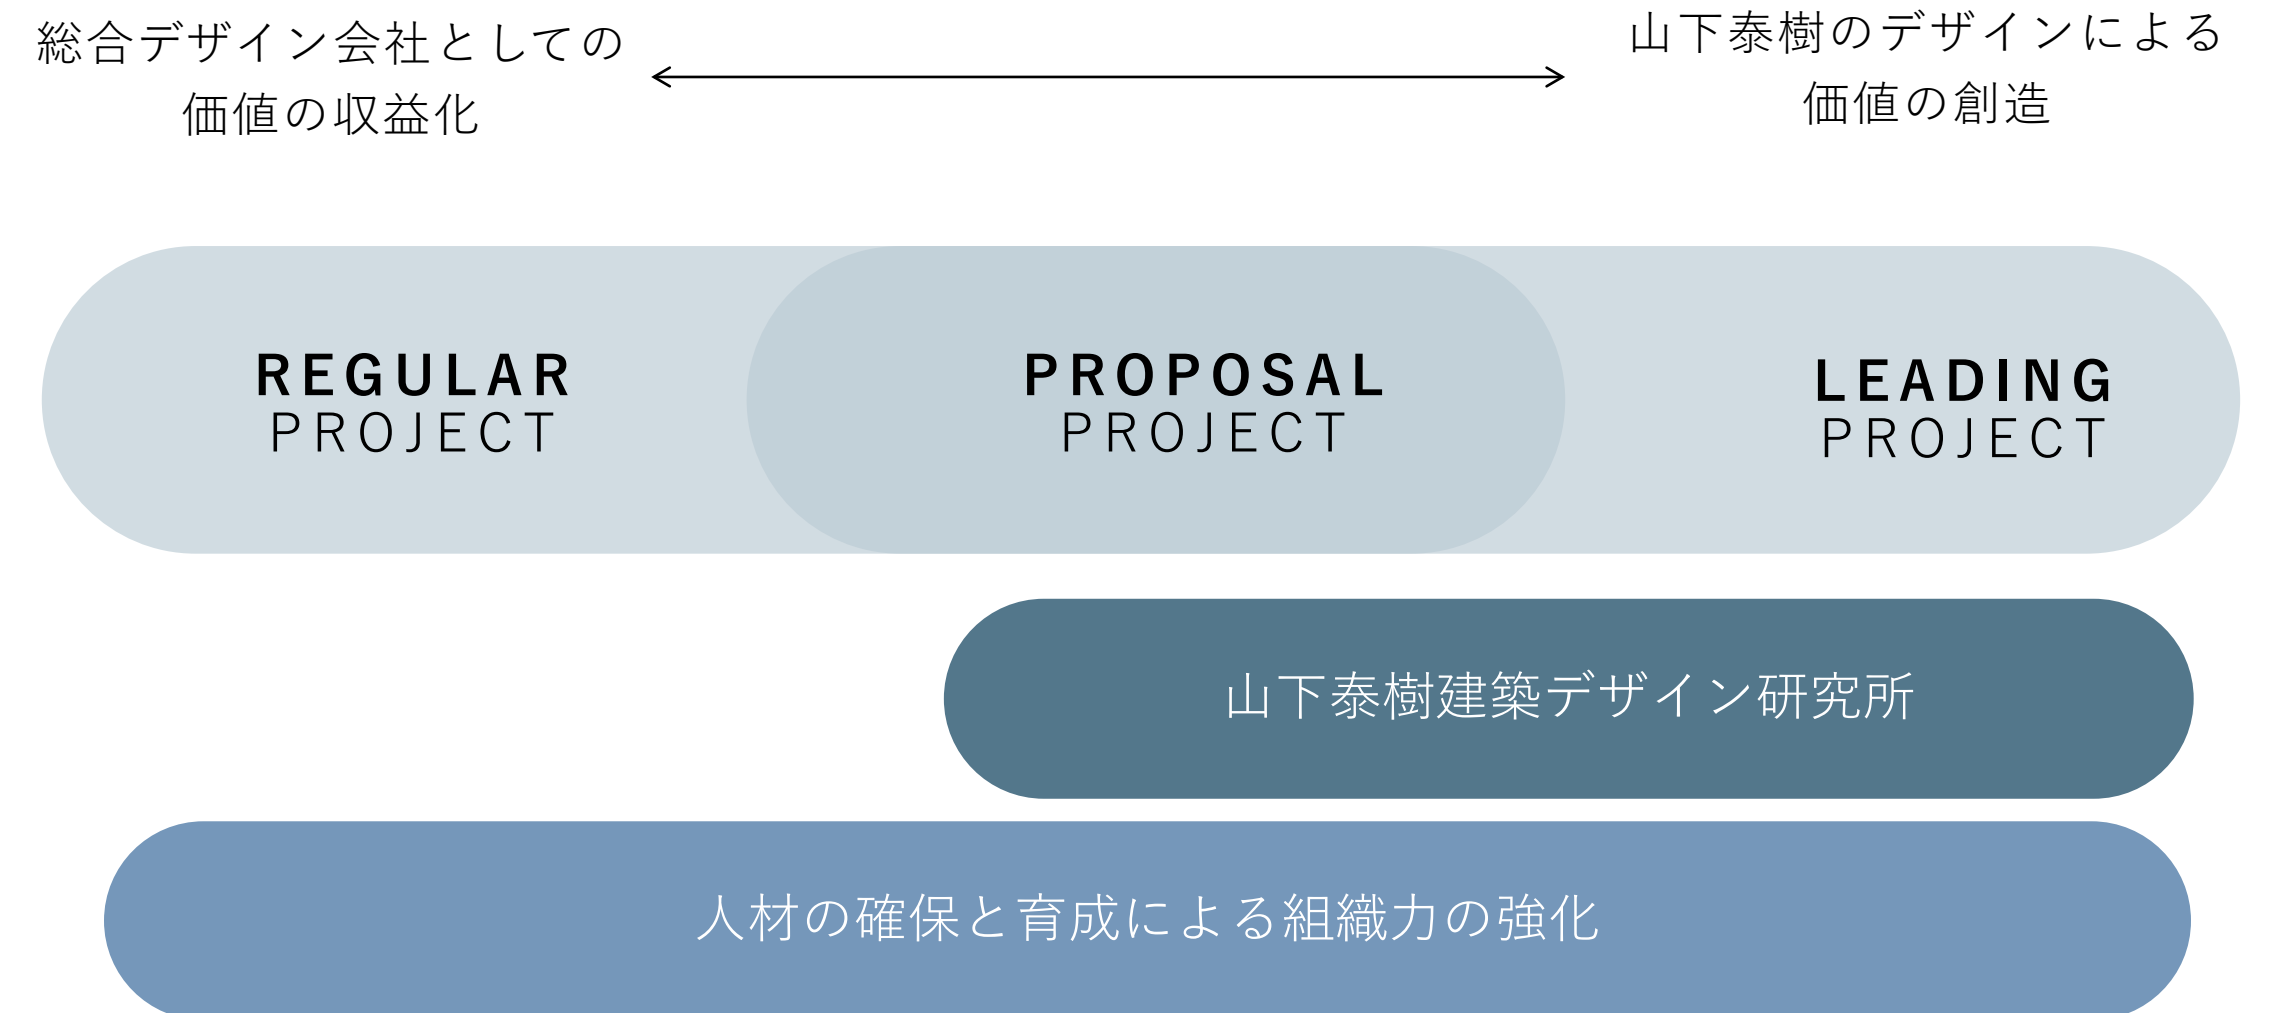 総合デザイン会社としての
価値の収益化
山下泰樹のデザインによる
価値の創造
REGULAR
PROJECT
PROPOSAL
PROJECT
LEADING
PROJECT
山下泰樹建築デザイン研究所
人材の確保と育成による組織力の強化